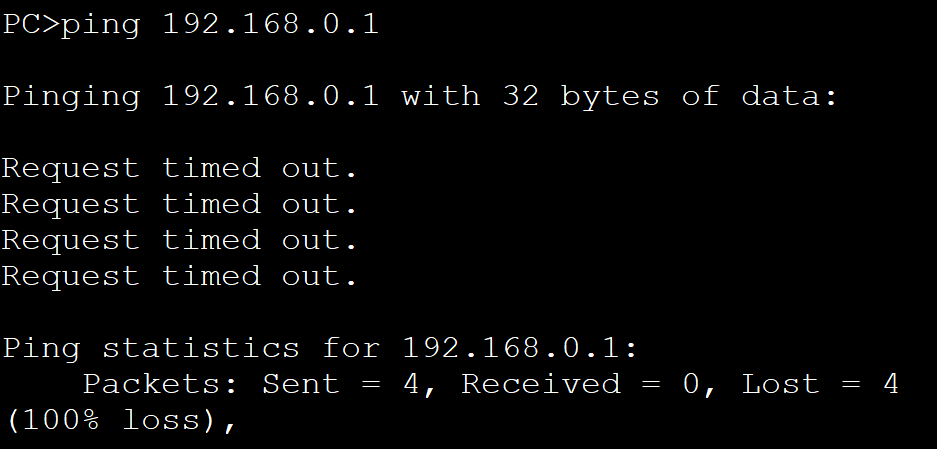 PC>ping 192.168.0.1
Pinging 192.168.0.1 with 32 bytes of data:
Request timed out.
Request timed out.
Request timed out.
Request timed out.
Ping statistics for 192.168.0.1:
Packets: Sent = 4, Received = 0, Lost = 4
(100% loss),